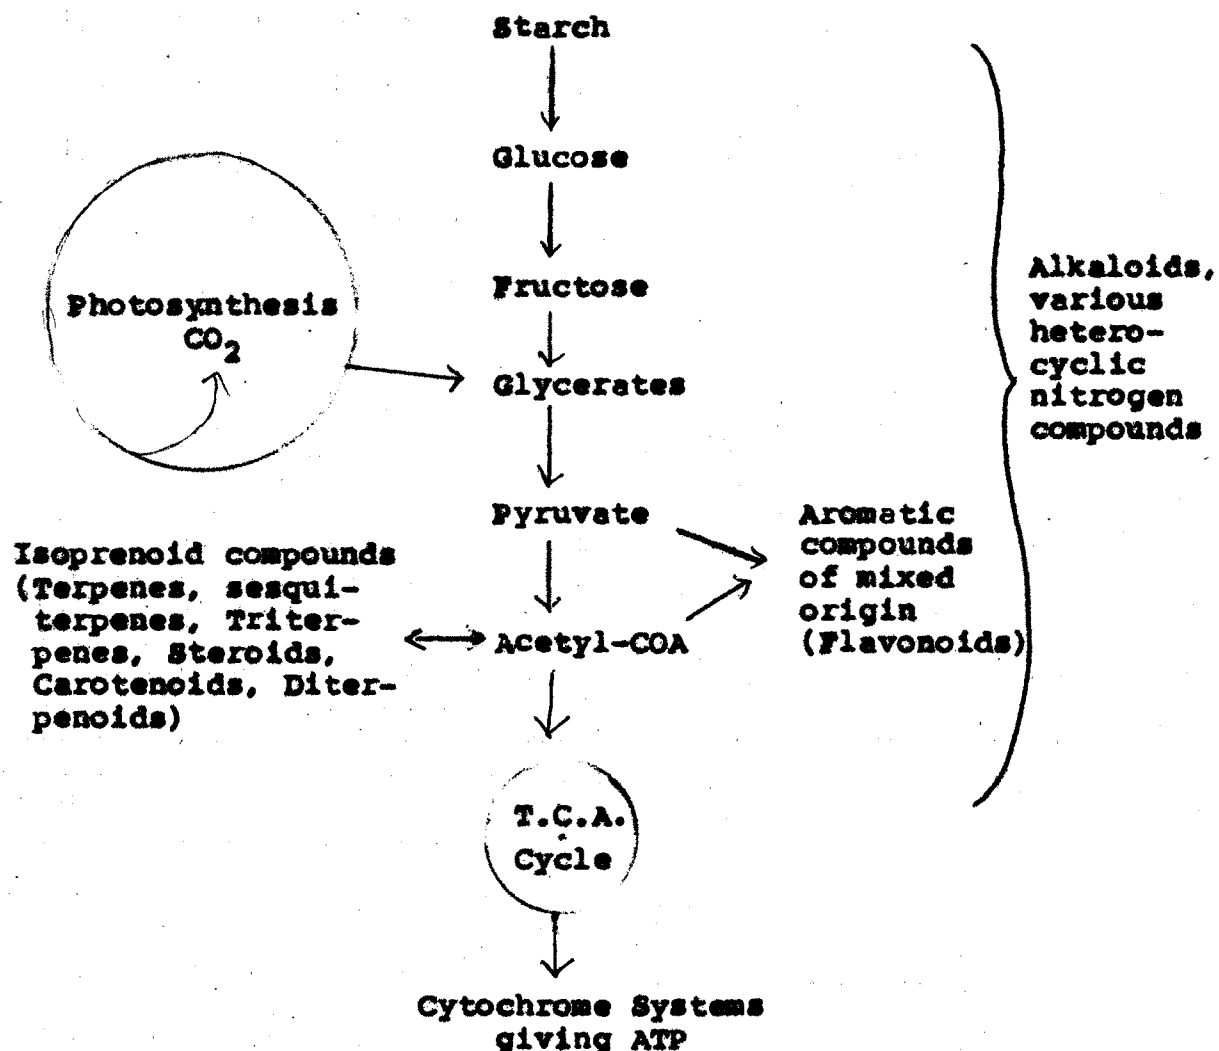 Starch
Glucose
Fructose
Photosynthesis
CO2
Glycerates
Alkaloids,
various
hetero-
cyclic
nitrogen
compounds
Pyruvate
Aromatic
compounds
of mixed
origin
(Flavonoids)
Isoprenoid compounds
(Terpenes, sesqui-
terpenes, Triter-
penes, Steroids,
Carotenoids, Diter-
penoids)
Acetyl-COA
T.C.A.
Cycle
Cytochrome Systems
giving ATP